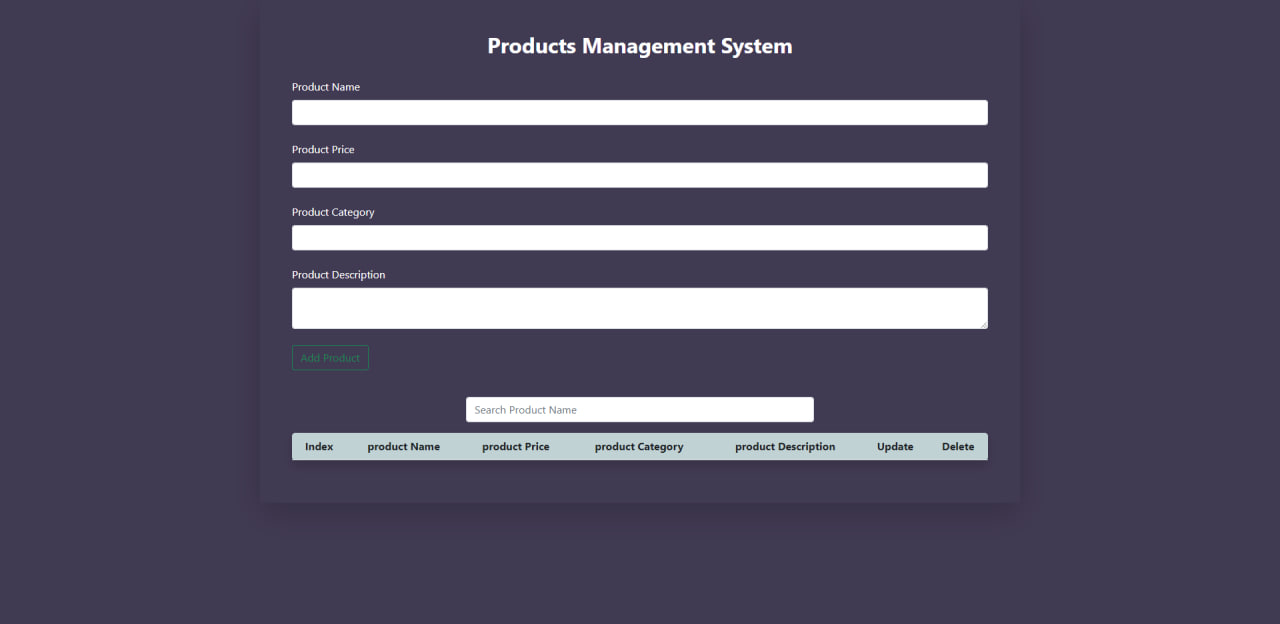 Products Management System
Product Name
Product Price
Product Category
Product Description
Add Product
Search Product Name
Index product Name product Price product Category product Description Update Delete